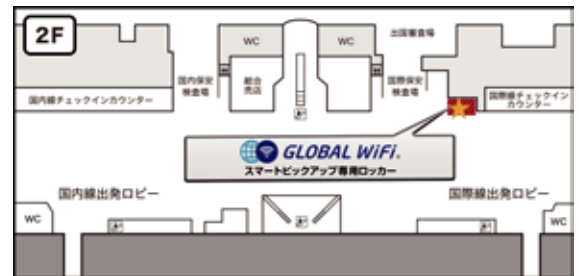 2F
WC
WC
出国審査場
国内保安
検査場
総合
売店
国際保安
検査場
国内線チェックインカウンター
国際線チェックイン
カウンター
GLOBAL WiFi®
スマートピックアップ専用ロッカー
国内線出発ロビー
国際線出発ロビー
WC
WC